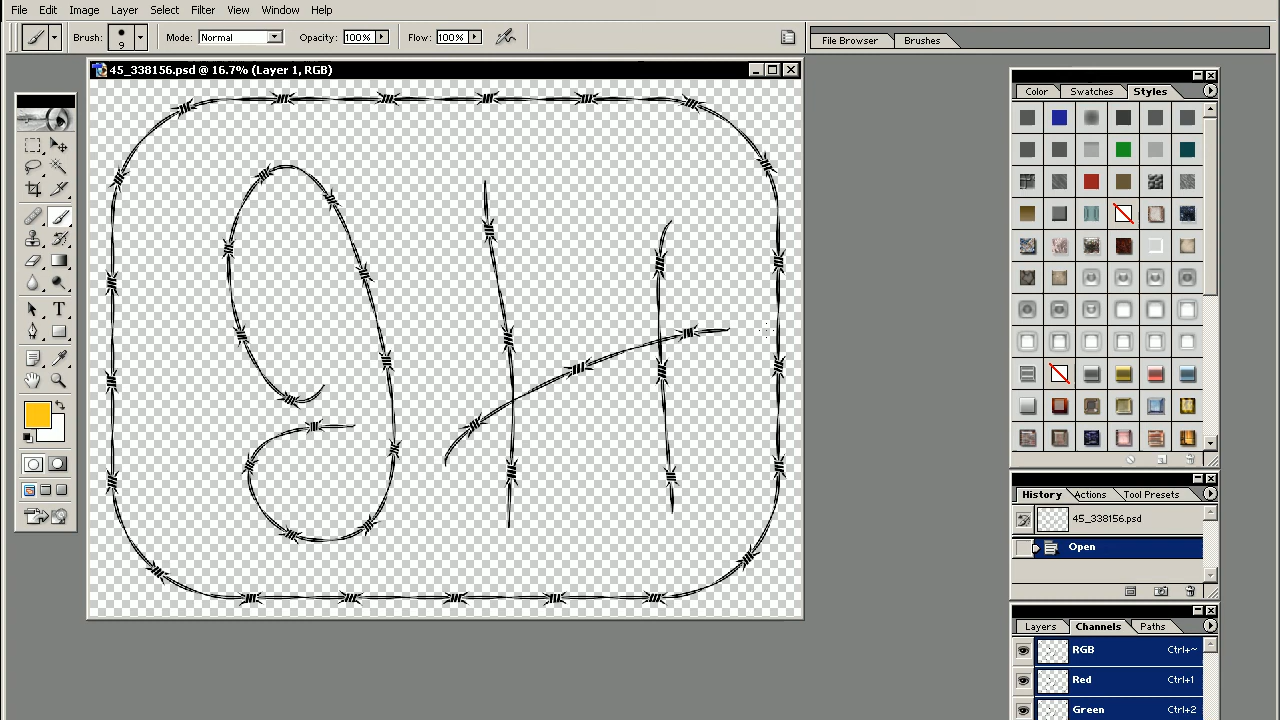 File Edit Image Layer Select Filter View Window Help
Brush: 9 Mode: Normal Opacity: 100% Flow: 100% File Browser Brushes
45_338156.psd @ 16.7% (Layer 1, RGB)
Color Swatches Styles
T
History Actions Tool Presets
45_338156.psd
Open
Layers Channels Paths
RGB Ctrl+~
Red Ctrl+1
Green Ctrl+2